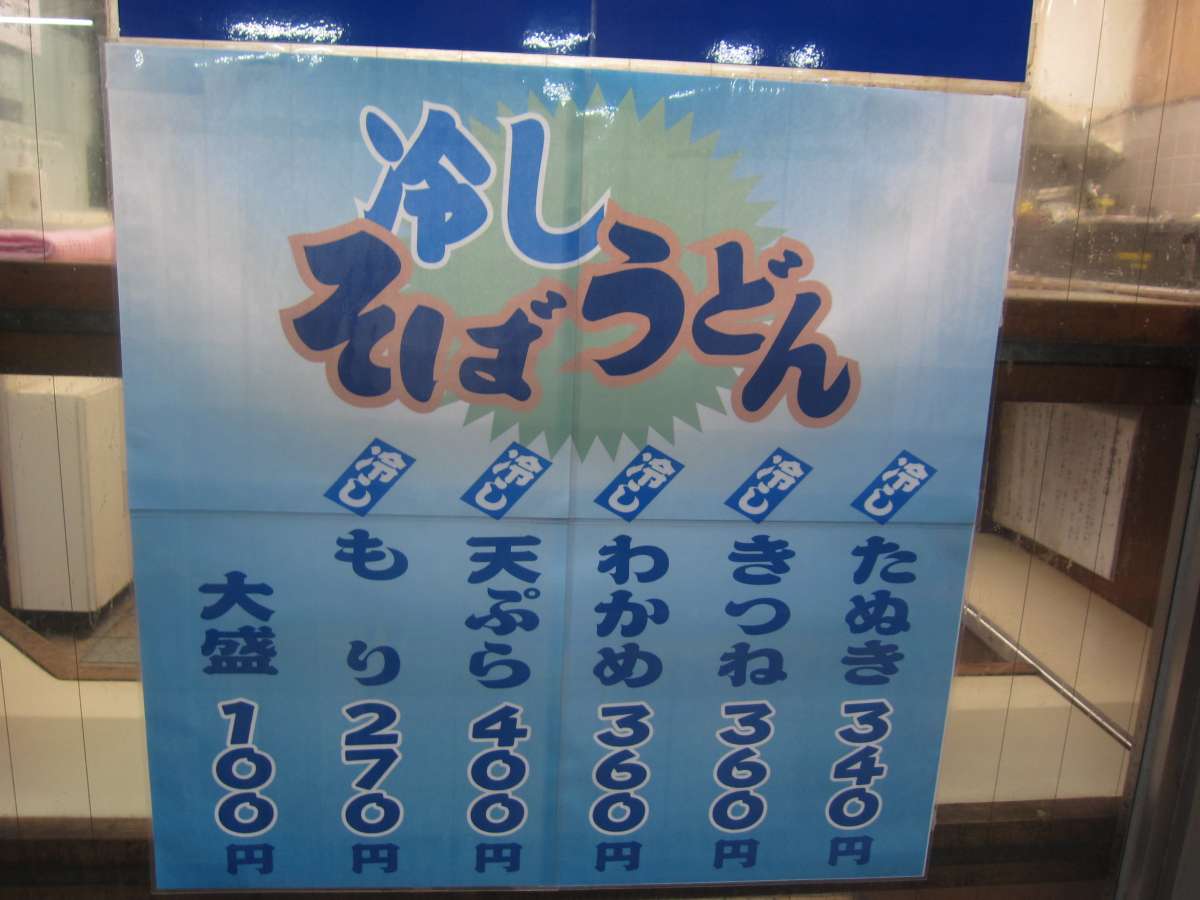 冷し
そばうどん
冷したぬき340円
冷しきつね360円
冷しわかめ360円
冷し天ぷら400円
冷しもり270円
大盛100円